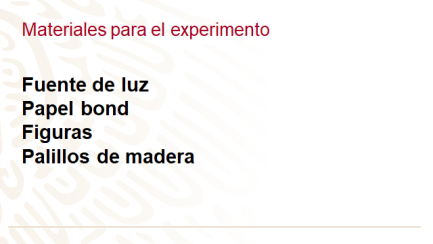 Materiales para el experimento
Fuente de luz
Papel bond
Figuras
Palillos de madera